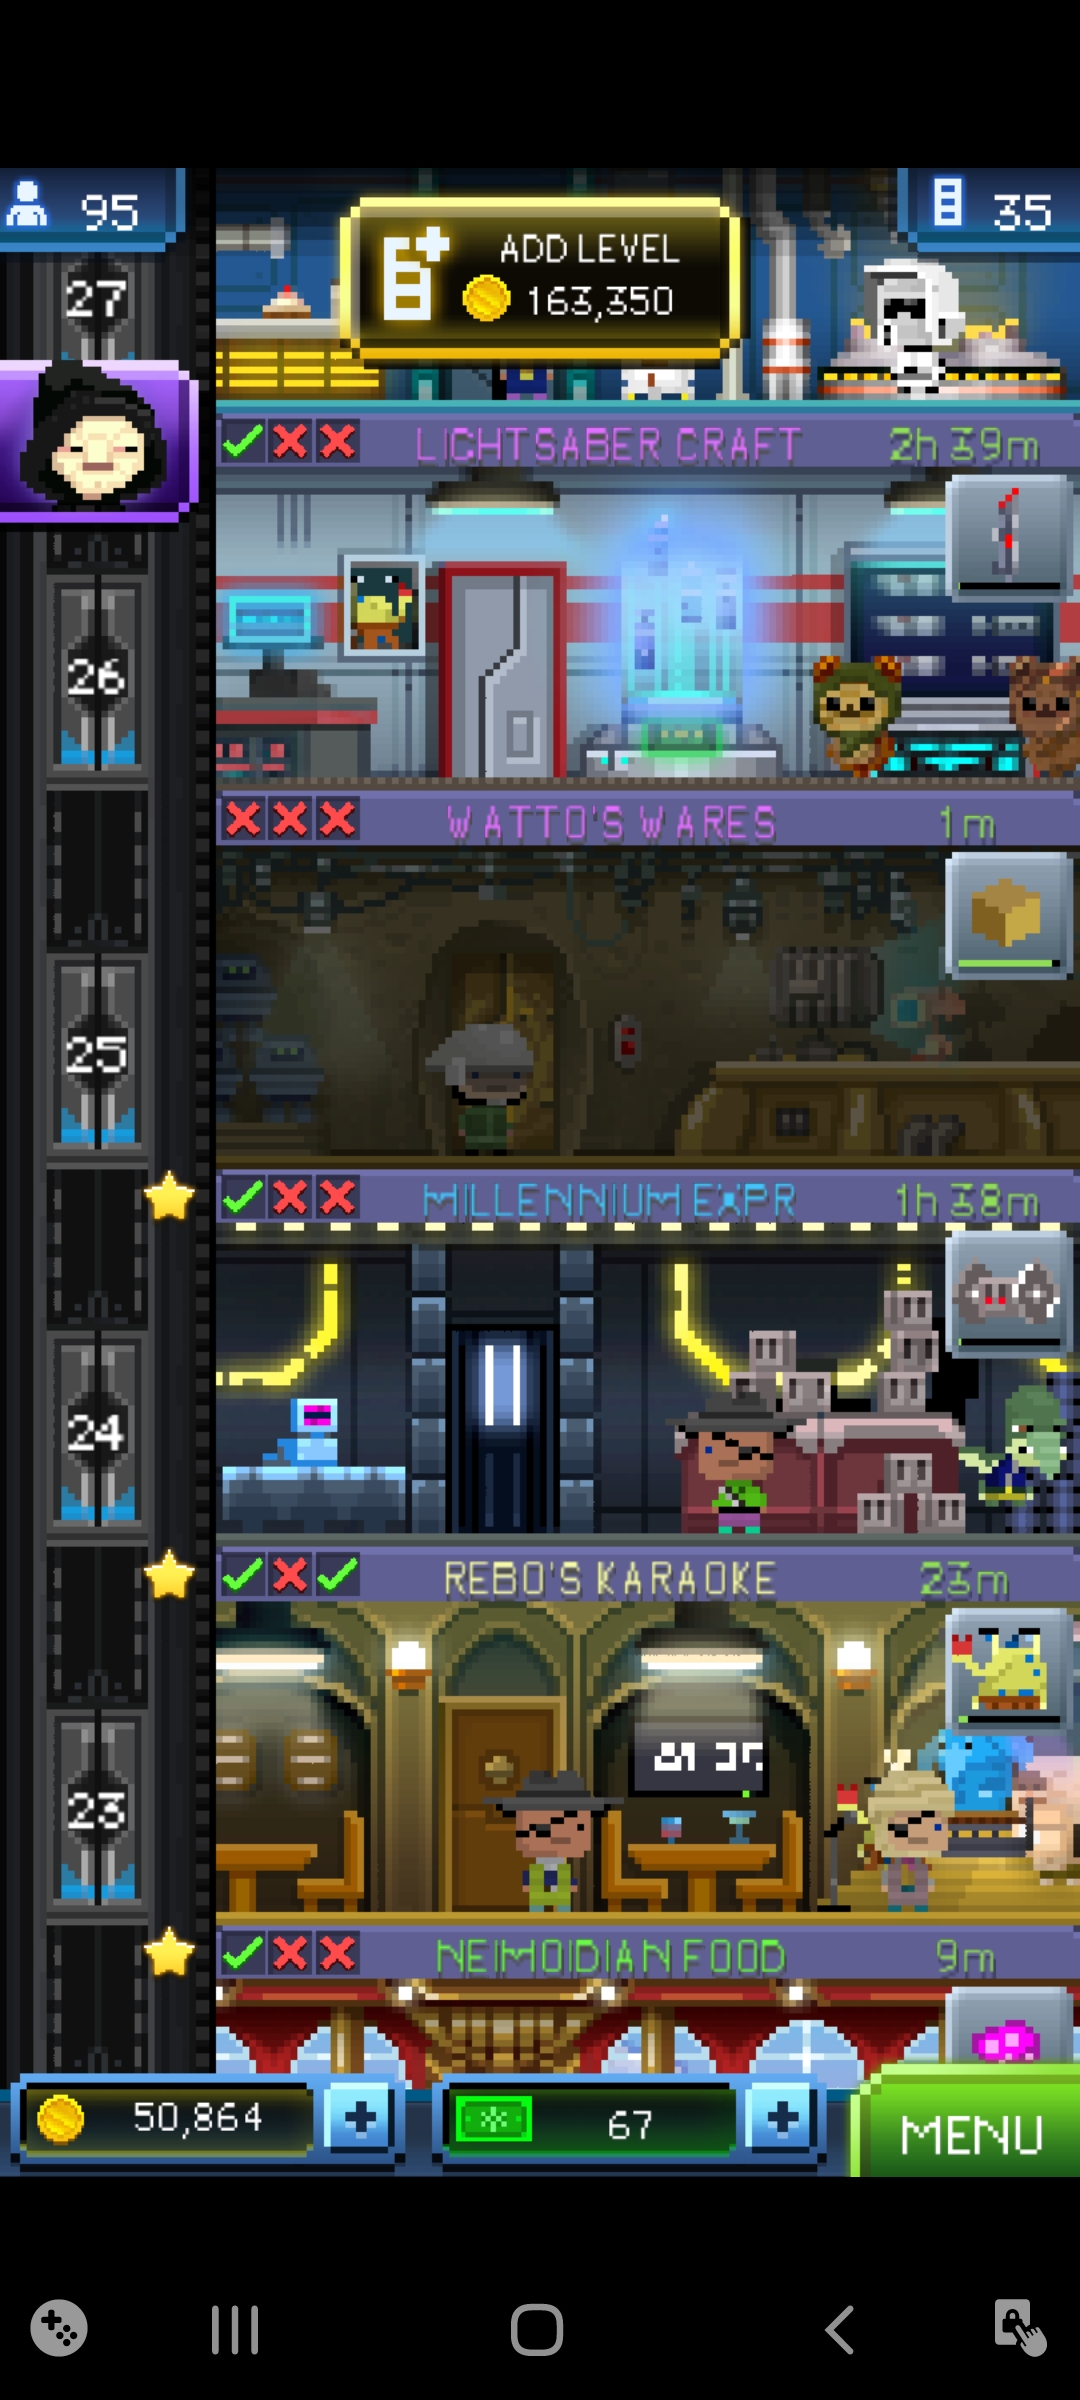 95
35
ADD LEVEL
163,350
27
LIGHTSABER CRAFT
2h 39m
26
WATTO'S WARES
1m
25
MILLENNIUM EXPR
1h 38m
24
REBO'S KARAOKE
23m
23
NEIMOIDIAN FOOD
9m
50,864
67
MENU